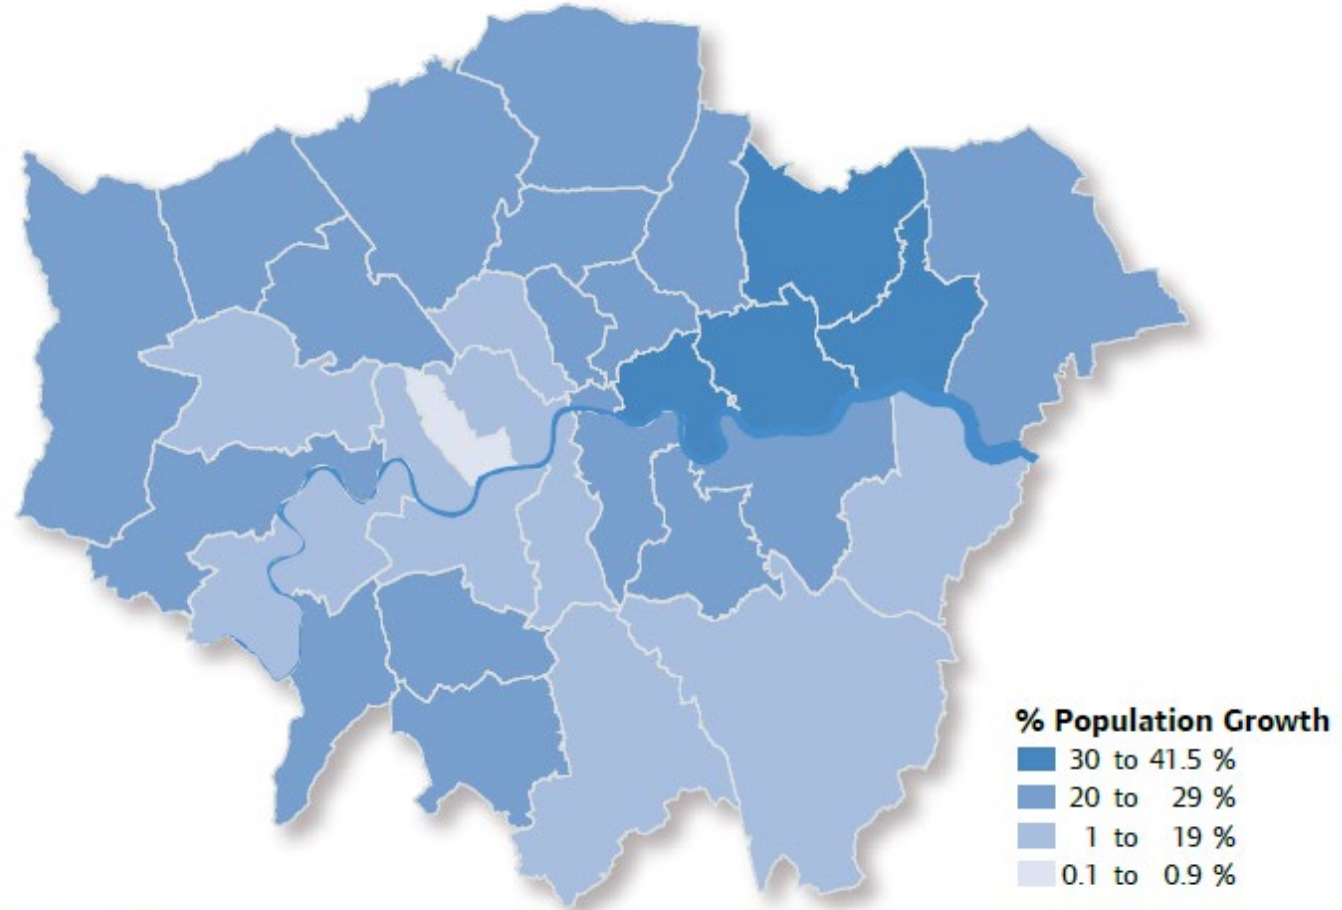 % Population Growth
30 to 41.5 %
20 to 29 %
1 to 19 %
0.1 to 0.9 %